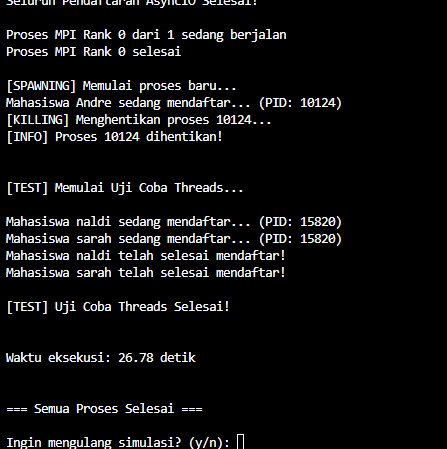 Seluruh Pendaftaran AsyncIO Selesai!
Proses MPI Rank 0 dari 1 sedang berjalan
Proses MPI Rank 0 selesai
[SPAWNING] Memulai proses baru...
Mahasiswa Andre sedang mendaftar... (PID: 10124)
[KILLING] Menghentikan proses 10124...
[INFO] Proses 10124 dihentikan!
[TEST] Memulai Uji Coba Threads...
Mahasiswa naldi sedang mendaftar... (PID: 15820)
Mahasiswa sarah sedang mendaftar... (PID: 15820)
Mahasiswa naldi telah selesai mendaftar!
Mahasiswa sarah telah selesai mendaftar!
[TEST] Uji Coba Threads Selesai!
Waktu eksekusi: 26.78 detik
=== Semua Proses Selesai ===
Ingin mengulang simulasi? (y/n):